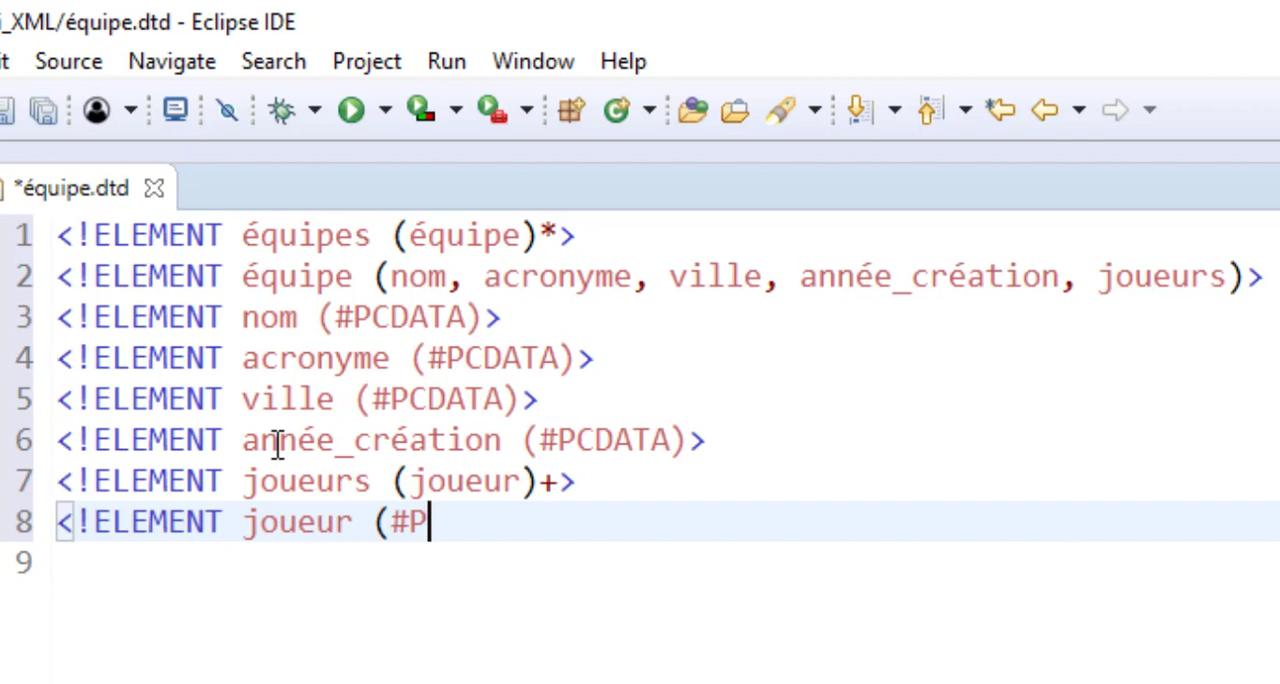 i_XML/équipe.dtd - Eclipse IDE
it Source Navigate Search Project Run Window Help
*équipe.dtd
1 <!ELEMENT équipes (équipe)*>
2 <!ELEMENT équipe (nom, acronyme, ville, année_création, joueurs)>
3 <!ELEMENT nom (#PCDATA)>
4 <!ELEMENT acronyme (#PCDATA)>
5 <!ELEMENT ville (#PCDATA)>
6 <!ELEMENT année_création (#PCDATA)>
7 <!ELEMENT joueurs (joueur)+>
8 <!ELEMENT joueur (#P
9